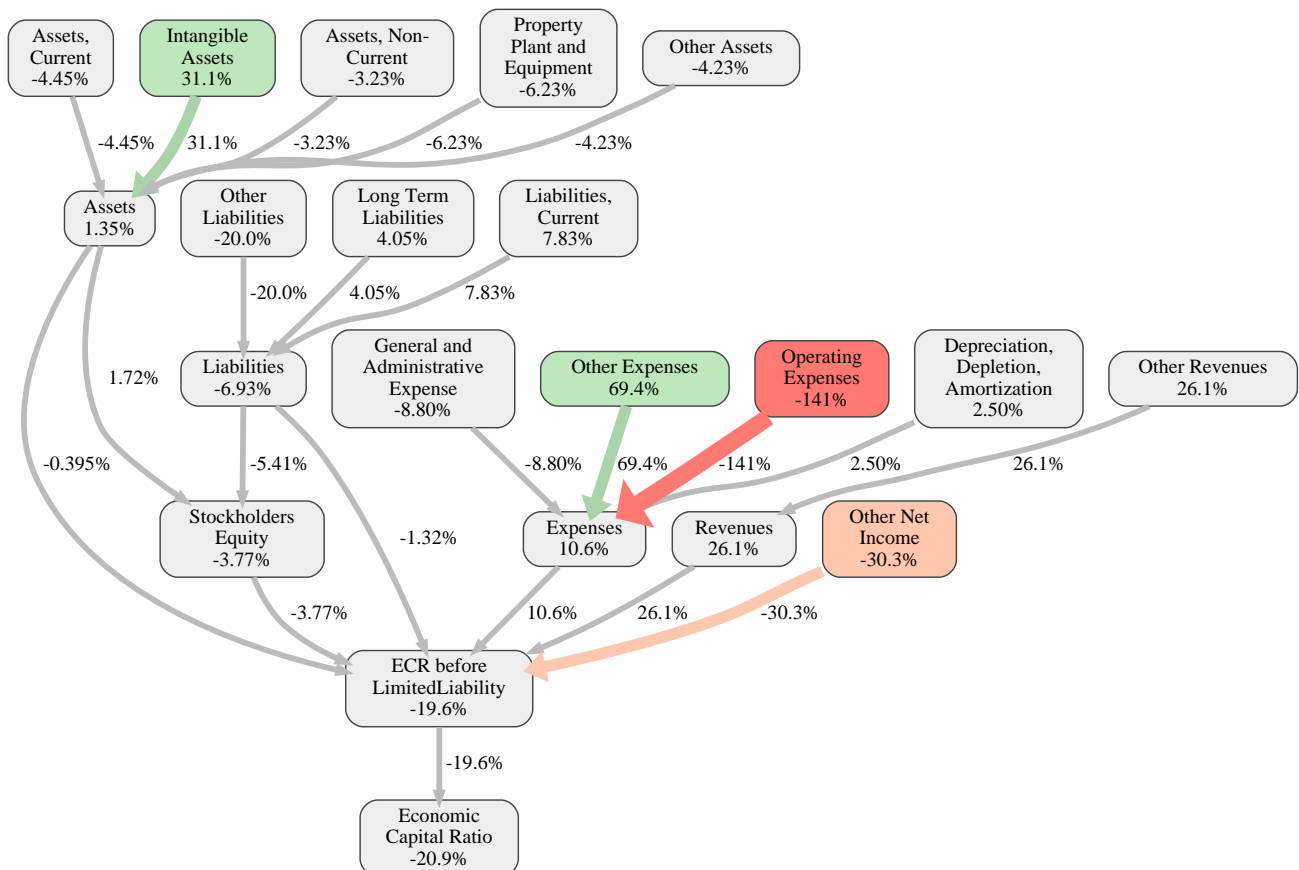 Assets,
Current
-4.45%
Intangible
Assets
31.1%
Assets, Non-
Current
-3.23%
Property
Plant and
Equipment
-6.23%
Other Assets
-4.23%
-4.45%
31.1%
-3.23%
-6.23%
-4.23%
Assets
1.35%
Other
Liabilities
-20.0%
Long Term
Liabilities
4.05%
Liabilities,
Current
7.83%
-20.0%
4.05%
7.83%
1.72%
Liabilities
-6.93%
General and
Administrative
Expense
-8.80%
Other Expenses
69.4%
Operating
Expenses
-141%
Depreciation,
Depletion,
Amortization
2.50%
Other Revenues
26.1%
-0.395%
-5.41%
-8.80%
69.4%
-141%
2.50%
26.1%
Stockholders
Equity
-3.77%
-1.32%
Expenses
10.6%
Revenues
26.1%
Other Net
Income
-30.3%
-3.77%
10.6%
26.1%
-30.3%
ECR before
LimitedLiability
-19.6%
-19.6%
Economic
Capital Ratio
-20.9%